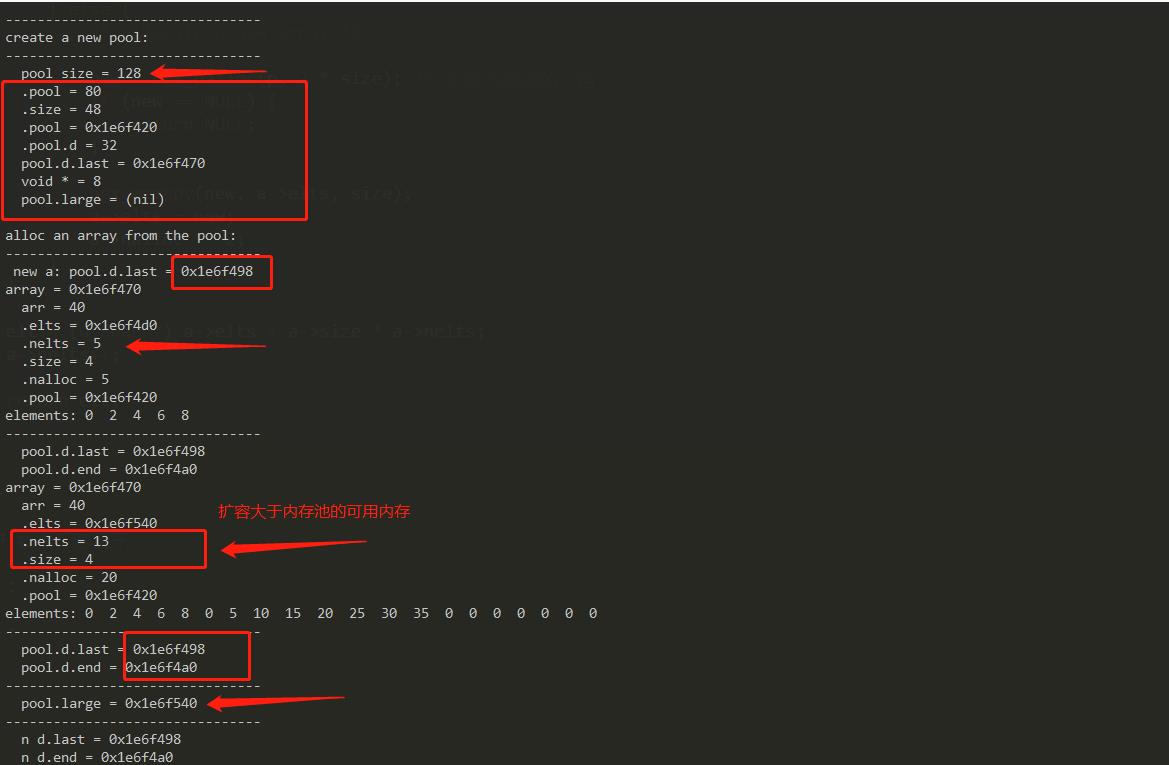 --------------------------------
create a new pool:
--------------------------------
pool size = 128
.pool = 80
.size = 48
.pool = 0x1e6f420
.pool.d = 32
pool.d.last = 0x1e6f470
void * = 8
pool.large = (nil)
alloc an array from the pool:
--------------------------------
new a: pool.d.last = 0x1e6f498
array = 0x1e6f470
arr = 40
.elts = 0x1e6f4d0
.nelts = 5
.size = 4
.nalloc = 5
.pool = 0x1e6f420
elements: 0 2 4 6 8
--------------------------------
pool.d.last = 0x1e6f498
pool.d.end = 0x1e6f4a0
array = 0x1e6f470
arr = 40
扩容大于内存池的可用内存
.elts = 0x1e6f540
.nelts = 13
.size = 4
.nalloc = 20
.pool = 0x1e6f420
elements: 0 2 4 6 8 0 5 10 15 20 25 30 35 0 0 0 0 0 0 0
--------------------------------
pool.d.last = 0x1e6f498
pool.d.end = 0x1e6f4a0
--------------------------------
pool.large = 0x1e6f540
--------------------------------
n d.last = 0x1e6f498
n d.end = 0x1e6f4a0